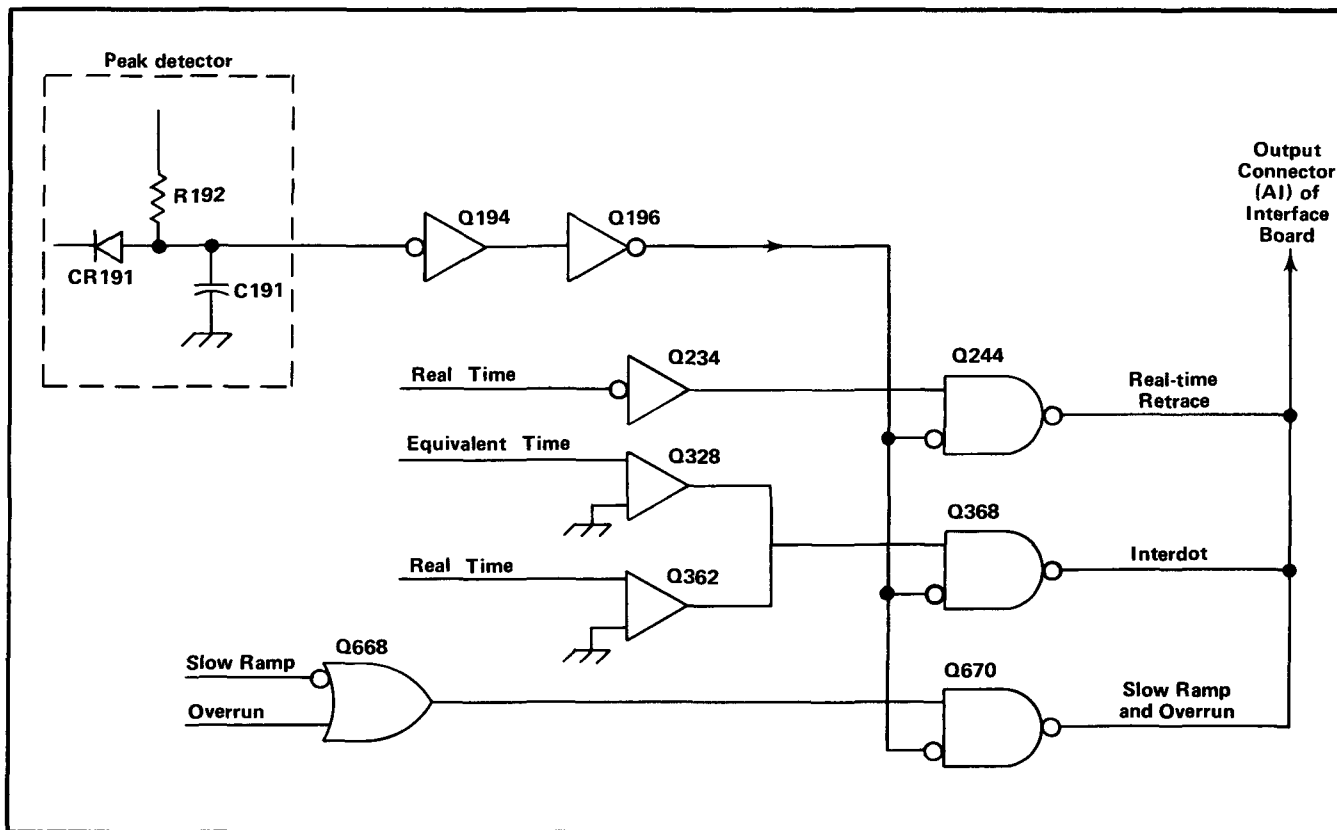 Peak detector
R192
CR191
C191
Q194
Q196
Output
Connector
(AI) of
Interface
Board
Real Time
Q234
Q244
Real-time
Retrace
Equivalent Time
Q328
Q368
Interdot
Real Time
Q362
Slow Ramp
Overrun
Q668
Q670
Slow Ramp
and Overrun